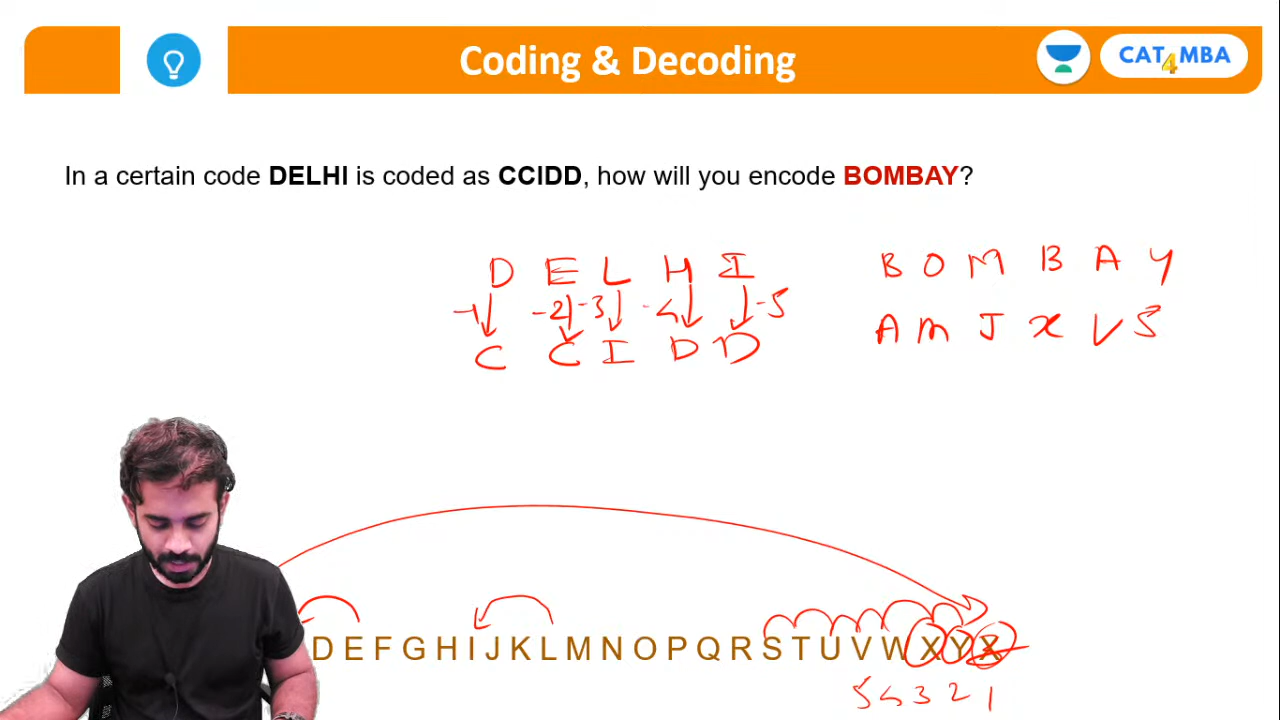 Coding & Decoding
CAT4MBA
In a certain code DELHI is coded as CCIDD, how will you encode BOMBAY?
D E L H I
-1 -2 -3 -4 -5
C C I D D
B O M B A Y
A M J X V S
D E F G H I J K L M N O P Q R S T U V W X Y Z
5 4 3 2 1